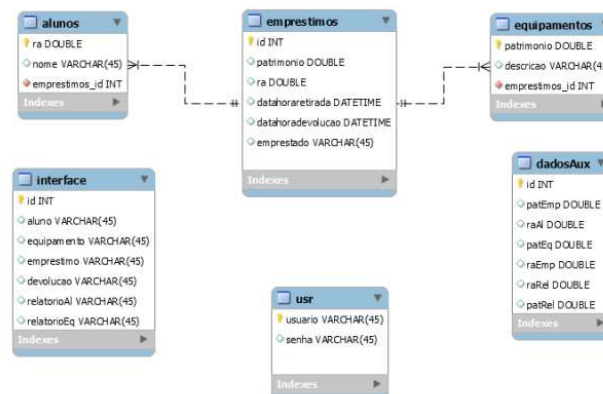 alunos
ra DOUBLE
nome VARCHAR(45)
emprestimos_id INT
Indexes
emprestimos
id INT
patrimonio DOUBLE
ra DOUBLE
datahoraretirada DATETIME
datahoradevolucao DATETIME
emprestado VARCHAR(45)
Indexes
equipamentos
patrimonio DOUBLE
descricao VARCHAR(45
emprestimos_id INT
Indexes
interface
id INT
aluno VARCHAR(45)
equipamento VARCHAR(45)
emprestimo VARCHAR(45)
devolucao VARCHAR(45)
relatorioAl VARCHAR(45)
relatorioEq VARCHAR(45)
Indexes
usr
usuario VARCHAR(45)
senha VARCHAR(45)
Indexes
dadosAux
id INT
patEmp DOUBLE
raAl DOUBLE
patEq DOUBLE
raEmp DOUBLE
raRel DOUBLE
patRel DOUBLE
Indexes